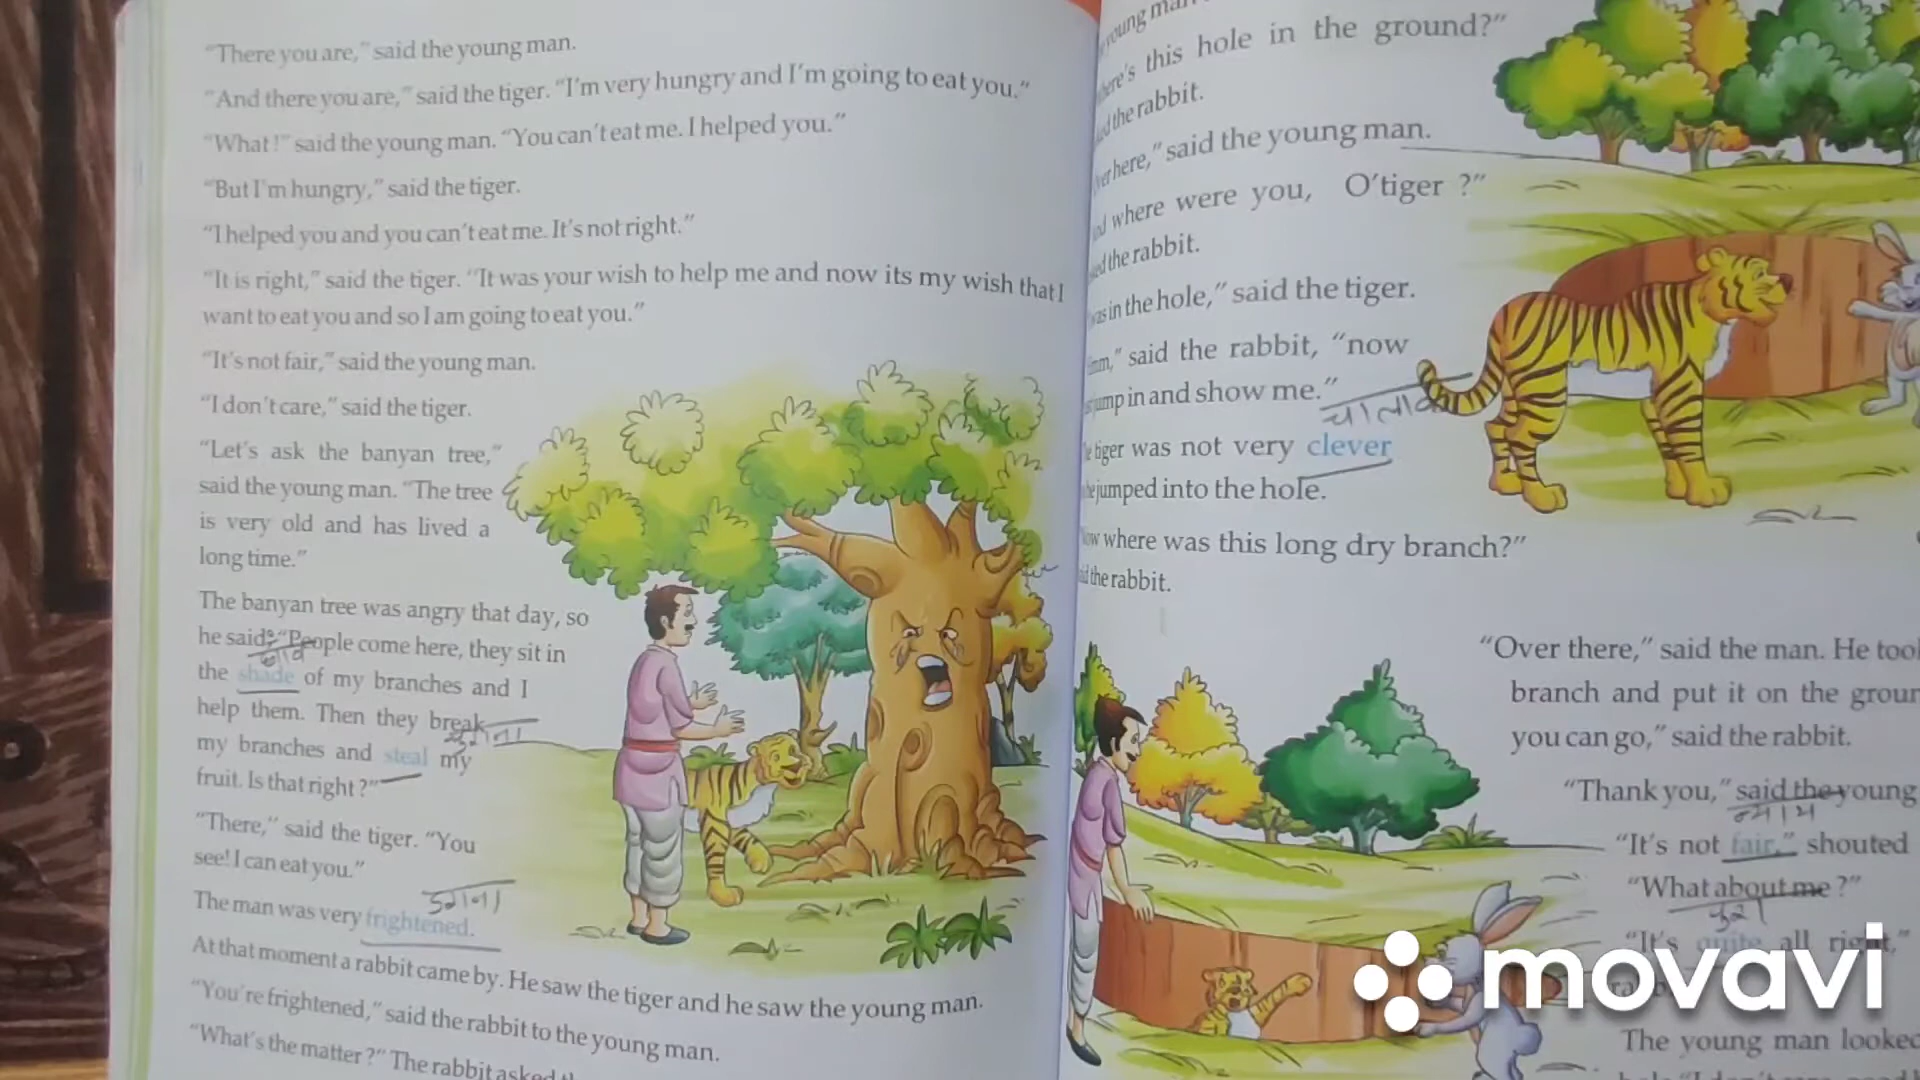 “There you are,” said the young man.
“And there you are,” said the tiger. “I'm very hungry and I'm going to eat you.”
“What!” said the young man. “You can't eat me. I helped you.”
“But I'm hungry,” said the tiger.
“I helped you and you can't eat me. It's not right.”
“It is right,” said the tiger. “It was your wish to help me and now its my wish that I
want to eat you and so I am going to eat you.”
“It's not fair,” said the young man.
“I don't care,” said the tiger.
“Let's ask the banyan tree,”
said the young man. “The tree
is very old and has lived a
long time.”
The banyan tree was angry that day, so
he said, “People come here, they sit in
the shade of my branches and I
help them. Then they break
my branches and steal my
fruit. Is that right ?”
“There,” said the tiger. “You
see! I can eat you.”
डराना
The man was very frightened.
At that moment a rabbit came by. He saw the tiger and he saw the young man.
“You're frightened,” said the rabbit to the young man.
“What's the matter ?” The rabbit asked
young man.
this hole in the ground?”
the rabbit.
here,” said the young man.
where were you, O'tiger ?”
the rabbit.
in the hole,” said the tiger.
said the rabbit, “now
jump in and show me.”
चालाक
tiger was not very clever
jumped into the hole.
where was this long dry branch?”
the rabbit.
“Over there,” said the man. He
branch and put it on the
you can go,” said the rabbit.
“Thank you,” said the young
न्याय
“It's not fair,” shouted
“What about me ?”
“It's quite all right,”
The young man looked
movavi